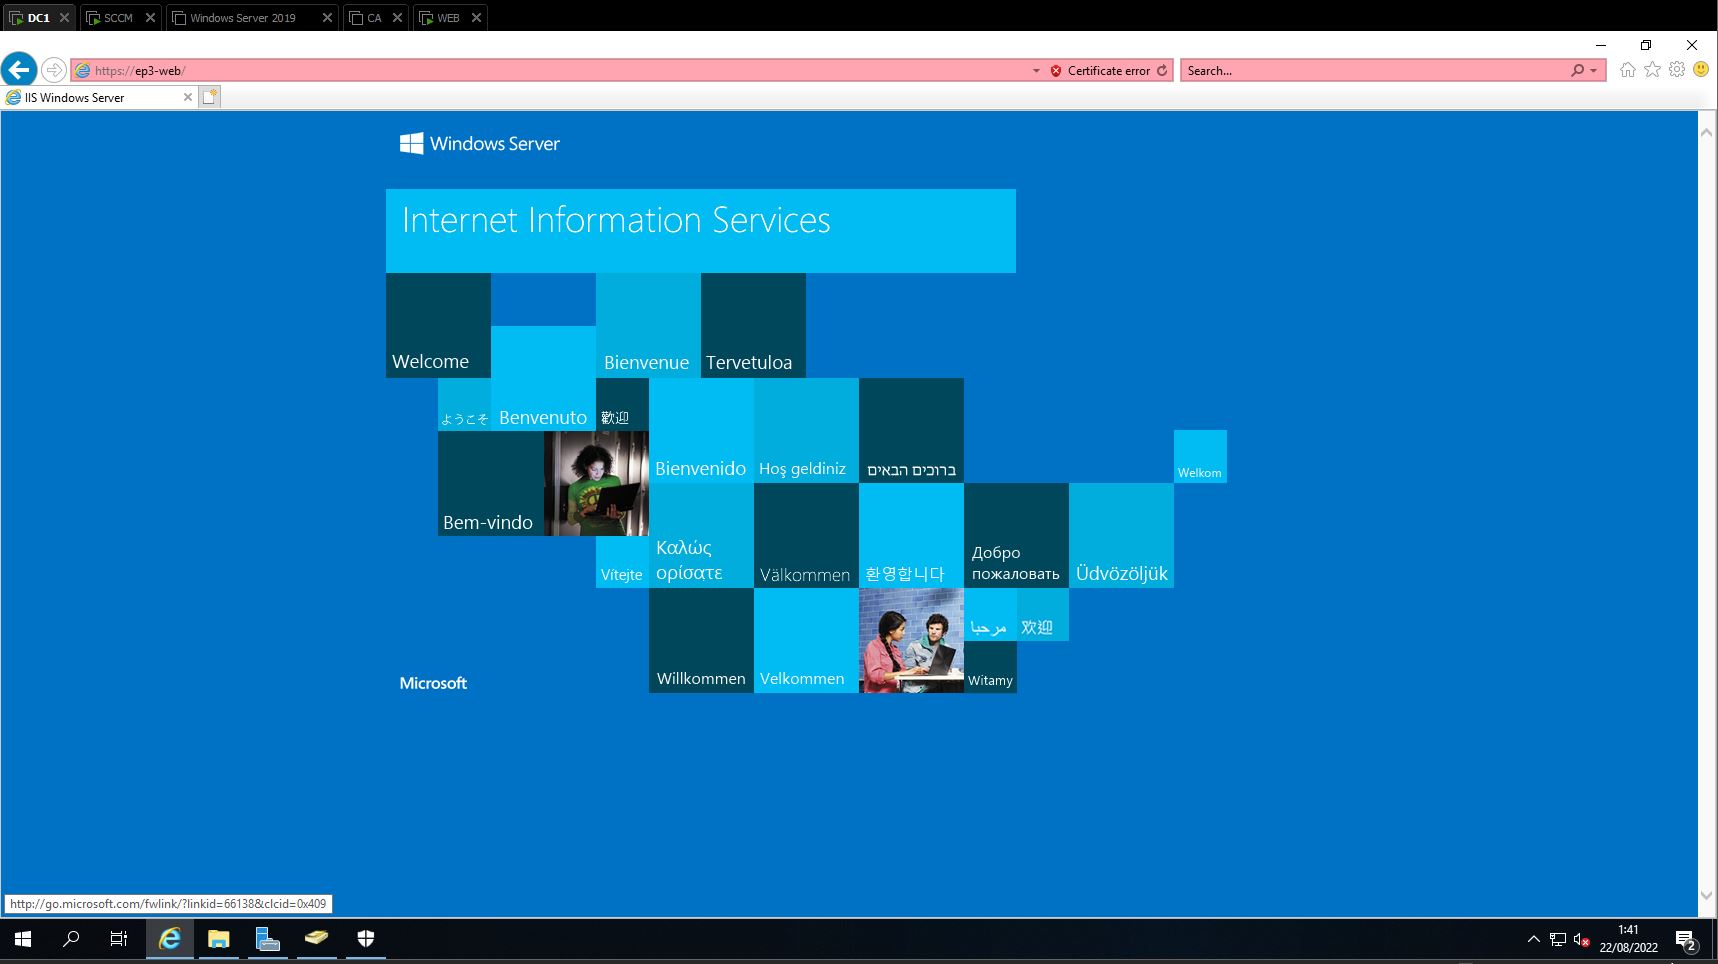 DC1
SCCM
Windows Server 2019
CA
WEB
https://ep3-web/
Certificate error
Search...
IIS Windows Server
Windows Server
Internet Information Services
Welcome
Bienvenue
Tervetuloa
ようこそ
Benvenuto
歡迎
Bienvenido
Hoş geldiniz
ברוכים הבאים
Welkom
Bem-vindo
Vítejte
Καλώς
ορίσατε
Välkommen
환영합니다
Добро
пожаловать
Üdvözöljük
مرحبا
欢迎
Microsoft
Willkommen
Velkommen
Witamy
http://go.microsoft.com/fwlink/?linkid=66138&clcid=0x409
1:41
22/08/2022
2